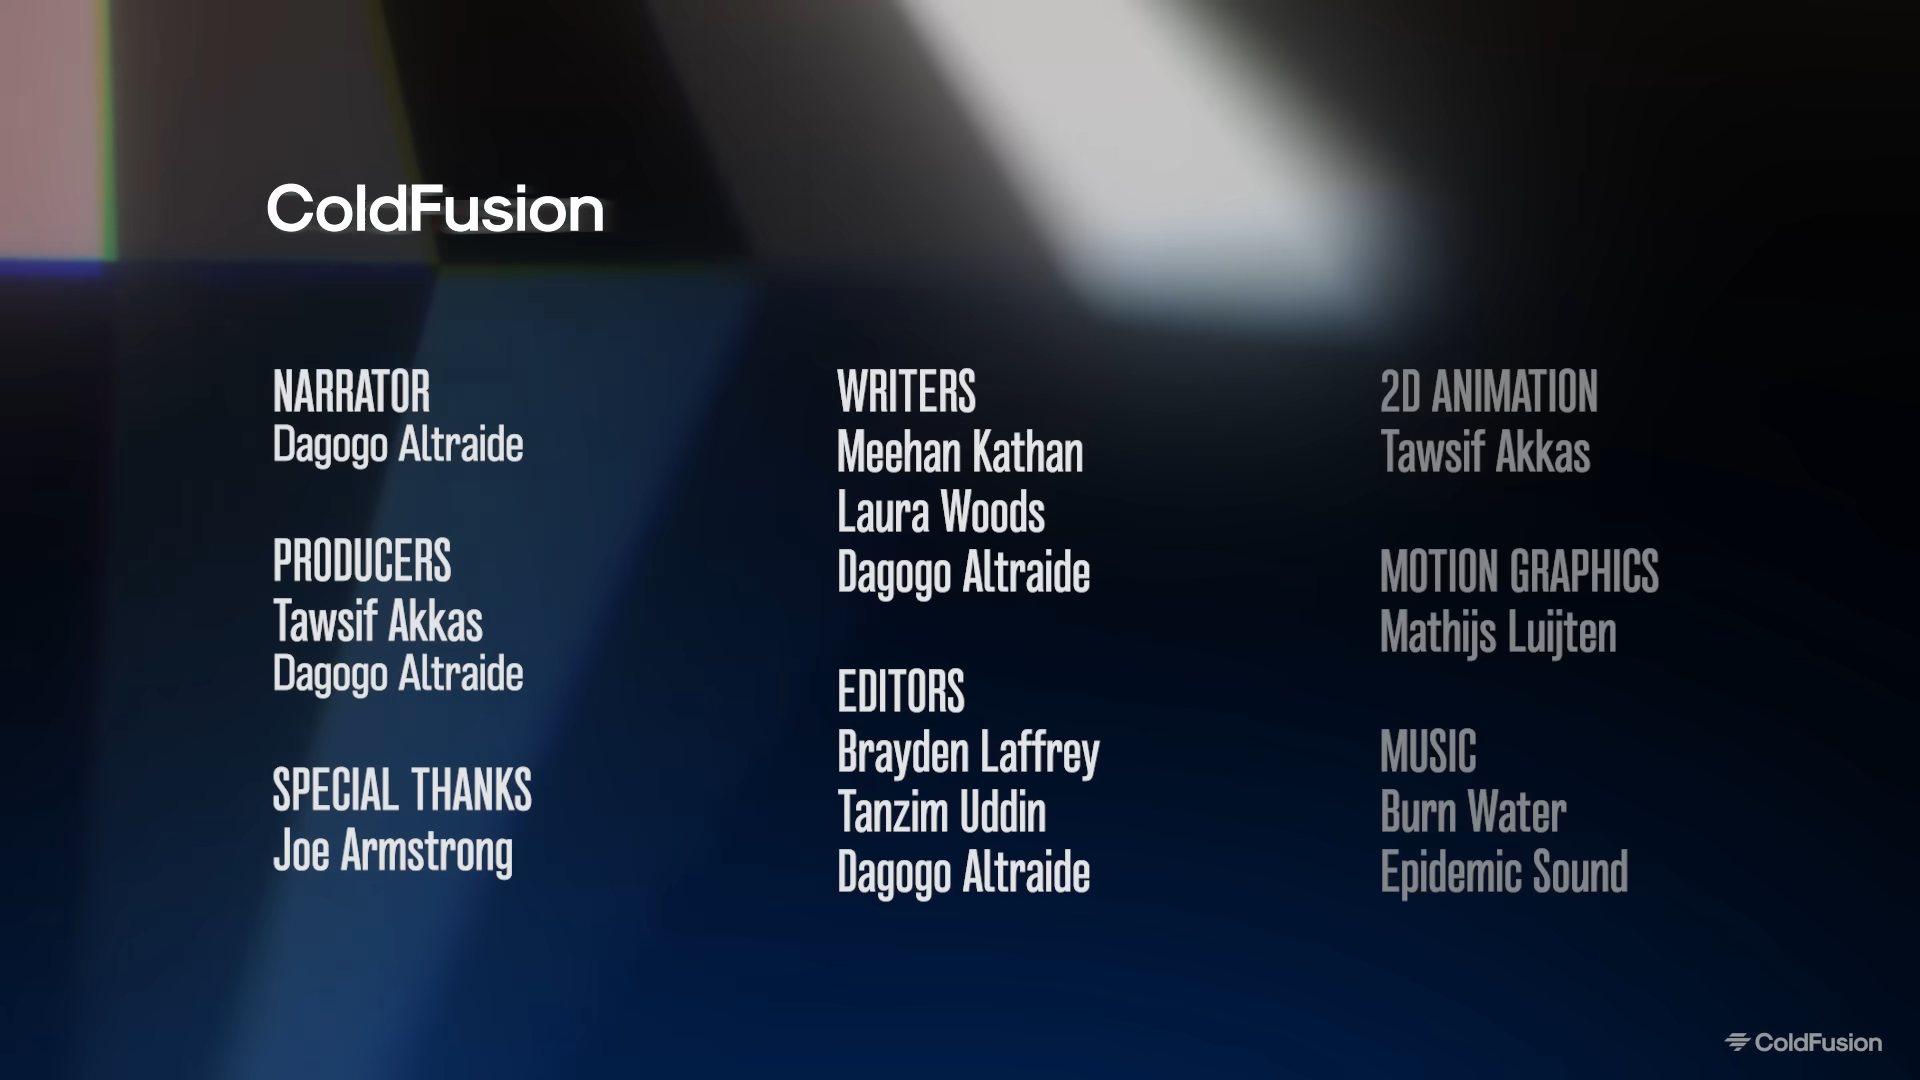 ColdFusion
NARRATOR
Dagogo Altraide
PRODUCERS
Tawsif Akkas
Dagogo Altraide
SPECIAL THANKS
Joe Armstrong
WRITERS
Meehan Kathan
Laura Woods
Dagogo Altraide
EDITORS
Brayden Laffrey
Tanzim Uddin
Dagogo Altraide
2D ANIMATION
Tawsif Akkas
MOTION GRAPHICS
Mathijs Luijten
MUSIC
Burn Water
Epidemic Sound
ColdFusion